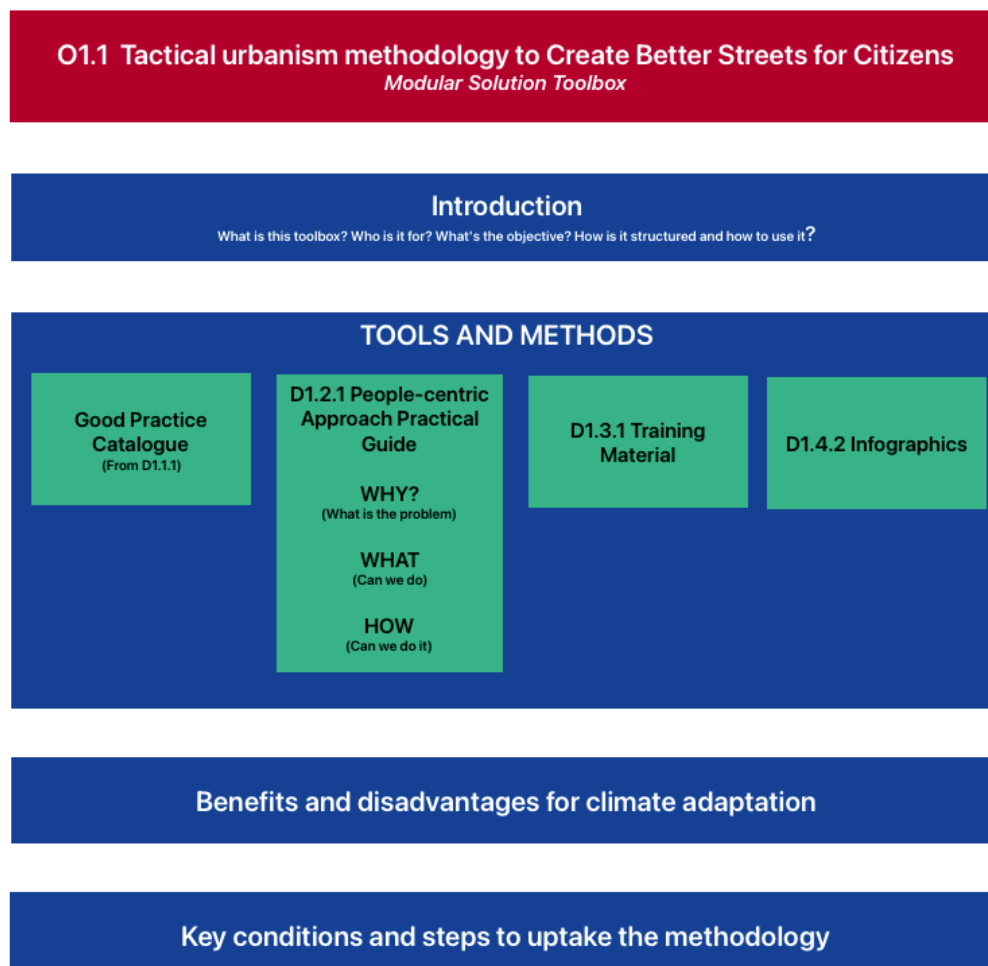 O1.1 Tactical urbanism methodology to Create Better Streets for Citizens
Modular Solution Toolbox
Introduction
What is this toolbox? Who is it for? What's the objective? How is it structured and how to use it?
TOOLS AND METHODS
Good Practice
Catalogue
(From D1.1.1)
D1.2.1 People-centric
Approach Practical
Guide
WHY?
(What is the problem)
WHAT
(Can we do)
HOW
(Can we do it)
D1.3.1 Training
Material
D1.4.2 Infographics
Benefits and disadvantages for climate adaptation
Key conditions and steps to uptake the methodology